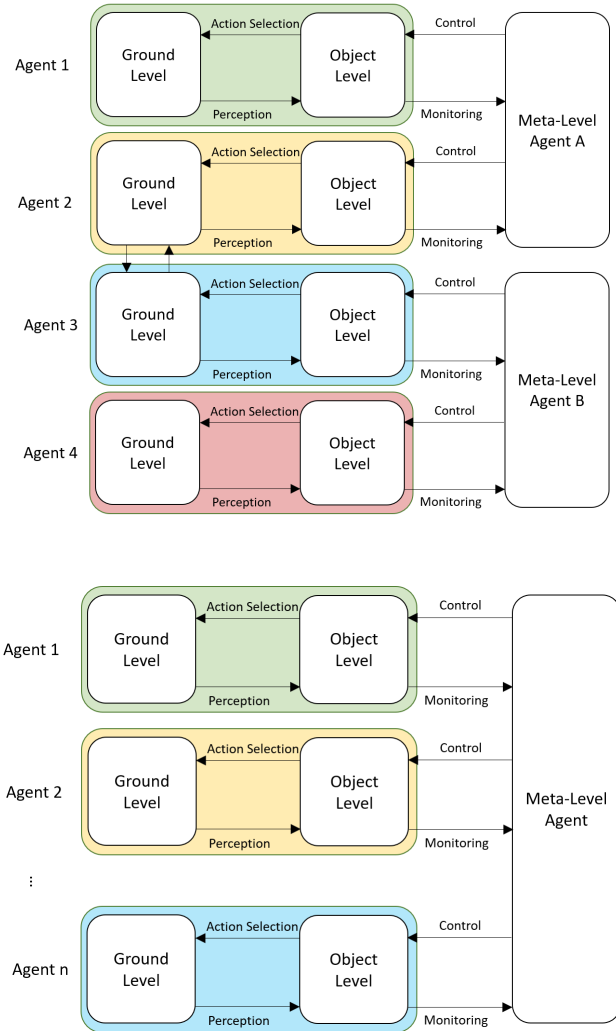 Action Selection
Control
Ground
Level
Object
Level
Agent 1
Perception
Monitoring
Meta-Level
Agent A
Action Selection
Control
Ground
Level
Object
Level
Agent 2
Perception
Monitoring
Action Selection
Control
Ground
Level
Object
Level
Agent 3
Perception
Monitoring
Meta-Level
Agent B
Action Selection
Control
Ground
Level
Object
Level
Agent 4
Perception
Monitoring
Action Selection
Control
Ground
Level
Object
Level
Agent 1
Perception
Monitoring
Action Selection
Control
Ground
Level
Object
Level
Agent 2
Perception
Monitoring
Meta-Level
Agent
...
Action Selection
Control
Ground
Level
Object
Level
Agent n
Perception
Monitoring